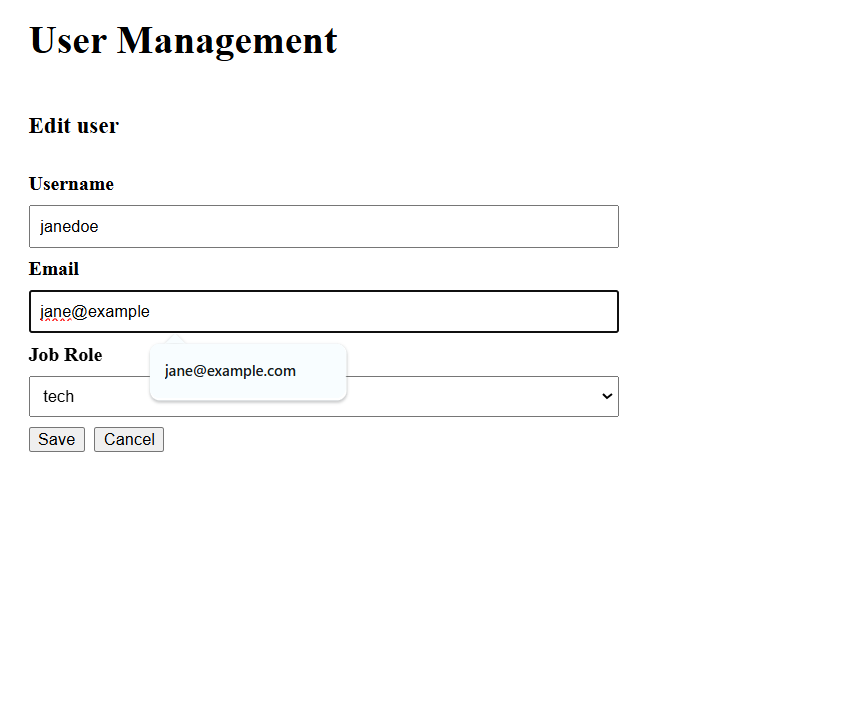 User Management
Edit user
Username
janedoe
Email
jane@example
jane@example.com
Job Role
tech
Save Cancel